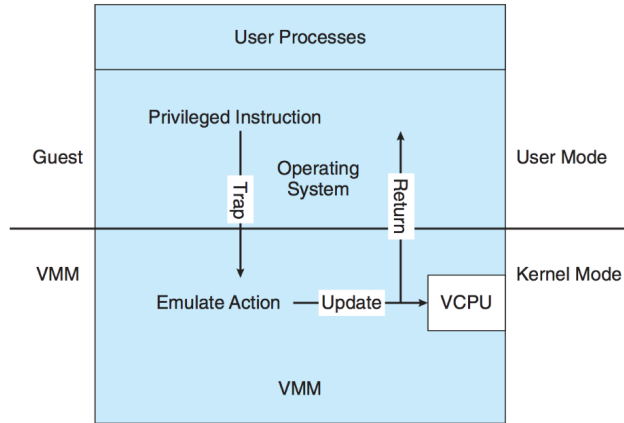 User Processes
Privileged Instruction
Guest
User Mode
Operating
System
Trap
Return
VMM
Kernel Mode
Emulate Action
Update
VCPU
VMM